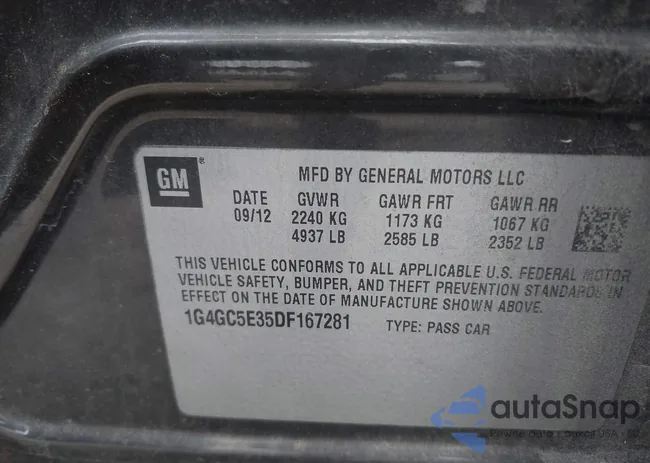 GM ®
MFD BY GENERAL MOTORS LLC
DATE GVWR GAWR FRT GAWR RR
09/12 2240 KG 1173 KG 1067 KG
4937 LB 2585 LB 2352 LB
THIS VEHICLE CONFORMS TO ALL APPLICABLE U.S. FEDERAL MOTOR
VEHICLE SAFETY, BUMPER, AND THEFT PREVENTION STANDARDS IN
EFFECT ON THE DATE OF MANUFACTURE SHOWN ABOVE.
1G4GC5E35DF167281 TYPE: PASS CAR
autaSnap